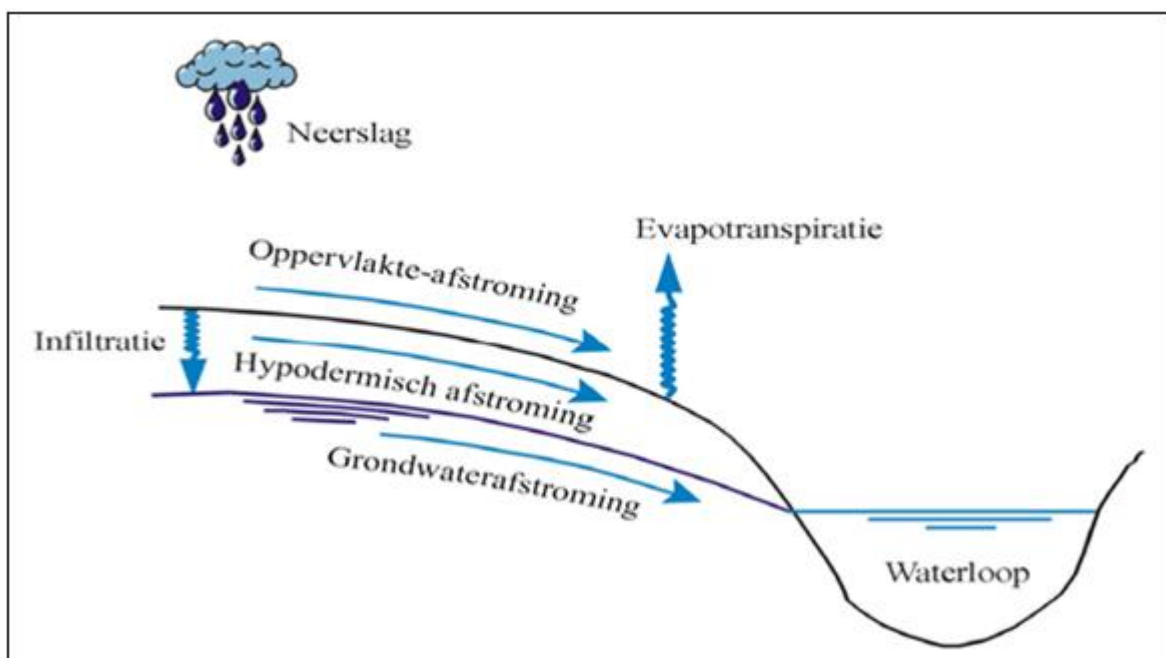 Neerslag
Evapotranspiratie
Oppervlakte-afstroming
Infiltratie
Hypodermisch afstroming
Grondwaterafstroming
Waterloop